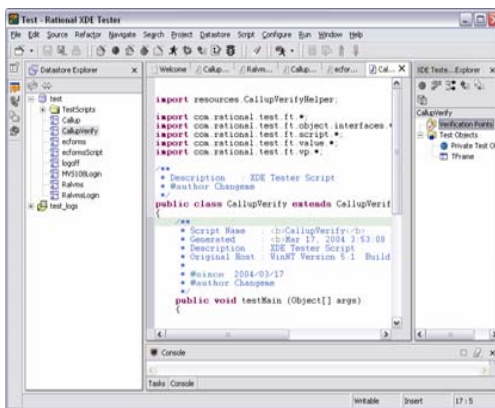 Test - Rational XDE Tester
File Edit Source Refactor Navigate Search Project Datastore Script Configure Run Window Help
Datastore Explorer
test
TestScripts
Callup
CallupVerify
ecforms
ecformsScript
logoff
MVS108Login
Ralvms
RalvmsLogin
test_logs
Welcome Callup... Ralvm... Callup... ecfor... Cal...
import resources.CallupVerifyHelper;
import com.rational.test.ft.*;
import com.rational.test.ft.object.interfaces.
import com.rational.test.ft.script.*;
import com.rational.test.ft.value.*;
import com.rational.test.ft.vp.*;
/**
* Description : XDE Tester Script
* @author Changeme
*/
public class CallupVerify extends CallupVerif
{
/**
* Script Name : <b>CallupVerify</b>
* Generated : <b>Mar 17, 2004 3:53:08
* Description : XDE Tester Script
* Original Host : WinNT Version 5.1 Build
*
* @since 2004/03/17
* @author Changeme
*/
public void testMain (Object[] args)
{
XDE Teste... Explorer
CallupVerify
Verification Points
Test Objects
Private Test O
TFrame
Console
Tasks Console
Writable Insert 17 : 5